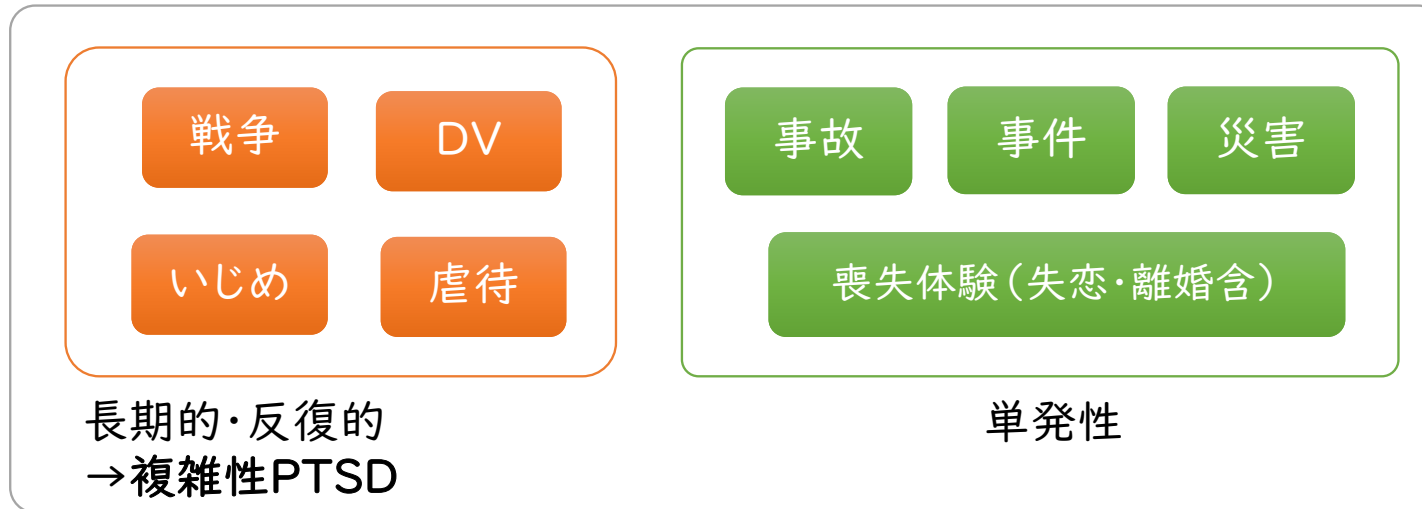 戦争
DV
いじめ
虐待
長期的・反復的
→複雑性PTSD
事故
事件
災害
喪失体験（失恋・離婚含）
単発性